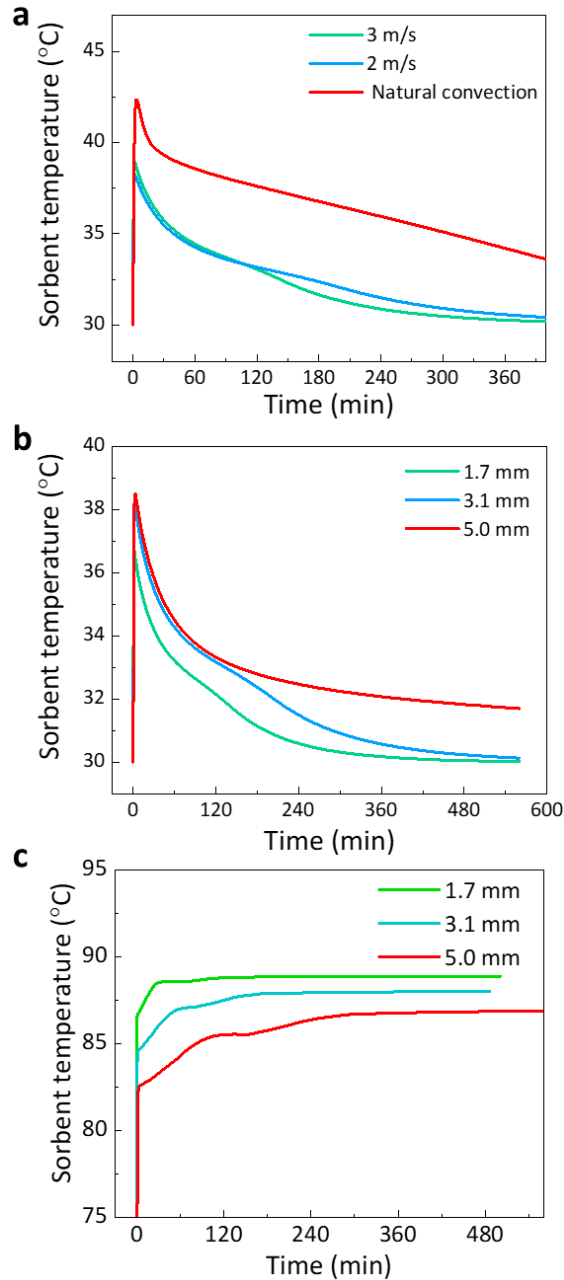 a
3 m/s
2 m/s
Natural convection
Sorbent temperature (°C)
45
40
35
30
0 60 120 180 240 300 360
Time (min)
b
1.7 mm
3.1 mm
5.0 mm
Sorbent temperature (°C)
40
38
36
34
32
30
0 120 240 360 480 600
Time (min)
c
1.7 mm
3.1 mm
5.0 mm
Sorbent temperature (°C)
95
90
85
80
75
0 120 240 360 480
Time (min)